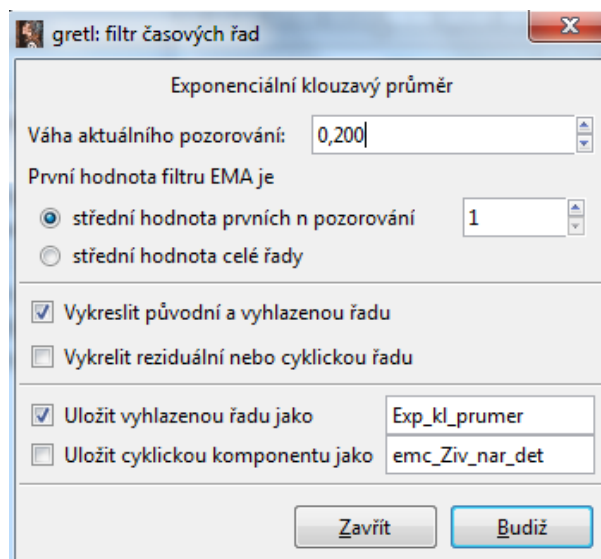 gretl: filtr časových řad
Exponenciální klouzavý průměr
Váha aktuálního pozorování: 0,200
První hodnota filtru EMA je
střední hodnota prvních n pozorování 1
střední hodnota celé řady
Vykreslit původní a vyhlazenou řadu
Vykrelit reziduální nebo cyklickou řadu
Uložit vyhlazenou řadu jako Exp_kl_prumer
Uložit cyklickou komponentu jako emc_Ziv_nar_det
Zavřít Budiž